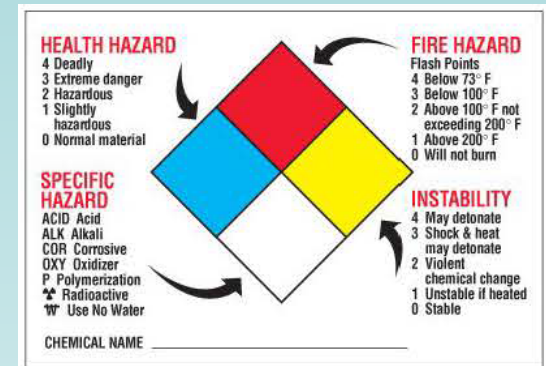 HEALTH HAZARD
4 Deadly
3 Extreme danger
2 Hazardous
1 Slightly
hazardous
0 Normal material
FIRE HAZARD
Flash Points
4 Below 73° F
3 Below 100° F
2 Above 100° F not
exceeding 200° F
1 Above 200° F
0 Will not burn
SPECIFIC
HAZARD
ACID Acid
ALK Alkali
COR Corrosive
OXY Oxidizer
P Polymerization
☢ Radioactive
W Use No Water
INSTABILITY
4 May detonate
3 Shock & heat
may detonate
2 Violent
chemical change
1 Unstable if heated
0 Stable
CHEMICAL NAME